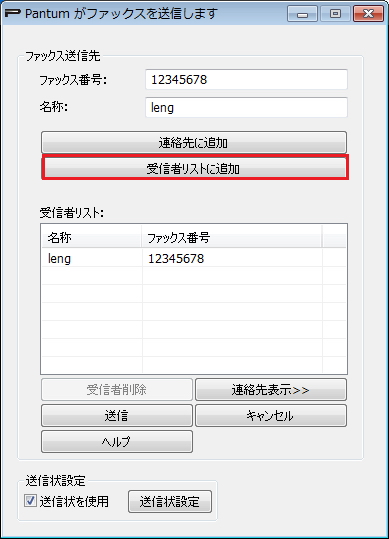 Pantum がファックスを送信します
ファックス送信先
ファックス番号: 12345678
名称: leng
連絡先に追加
受信者リストに追加
受信者リスト:
名称 ファックス番号
leng 12345678
受信者削除 連絡先表示>>
送信 キャンセル
ヘルプ
送信状設定
送信状を使用 送信状設定